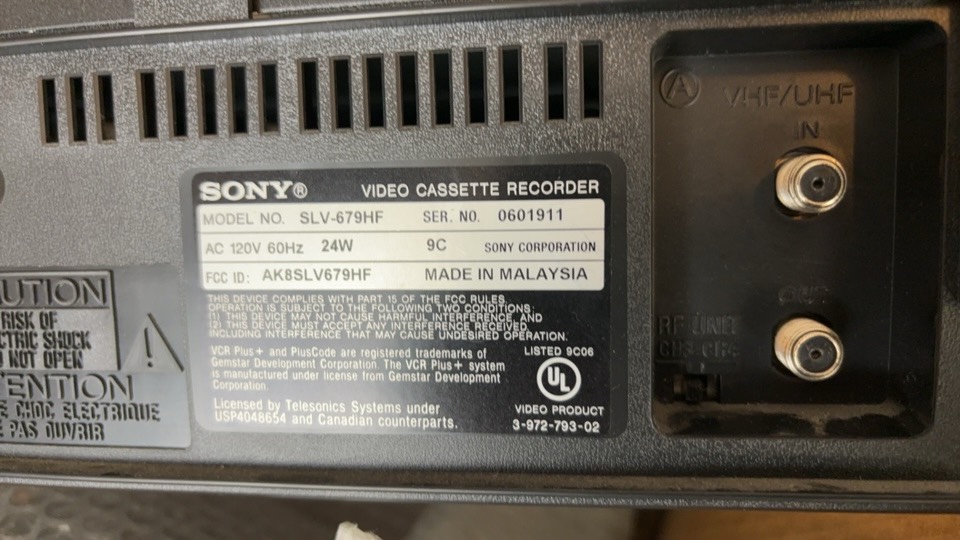 SONY® VIDEO CASSETTE RECORDER
MODEL NO. SLV-679HF SER. NO. 0601911
AC 120V 60Hz 24W 9C SONY CORPORATION
FCC ID: AK8SLV679HF MADE IN MALAYSIA
THIS DEVICE COMPLIES WITH PART 15 OF THE FCC RULES.
OPERATION IS SUBJECT TO THE FOLLOWING TWO CONDITIONS:
(1) THIS DEVICE MAY NOT CAUSE HARMFUL INTERFERENCE, AND
(2) THIS DEVICE MUST ACCEPT ANY INTERFERENCE RECEIVED,
INCLUDING INTERFERENCE THAT MAY CAUSE UNDESIRED OPERATION.
VCR Plus+ and PlusCode are registered trademarks of
Gemstar Development Corporation. The VCR Plus+ system
is manufactured under license from Gemstar Development
Corporation.
Licensed by Telesonics Systems under
USP4048654 and Canadian counterparts.
LISTED 9C06
UL
VIDEO PRODUCT
3-972-793-02
UTION
RISK OF
CTRIC SHOCK
NOT OPEN
ENTION
E CHOC ELECTRIQUE
E PAS OUVRIR
A VHF/UHF
IN
OUT
RF UNIT
CH3-CH4